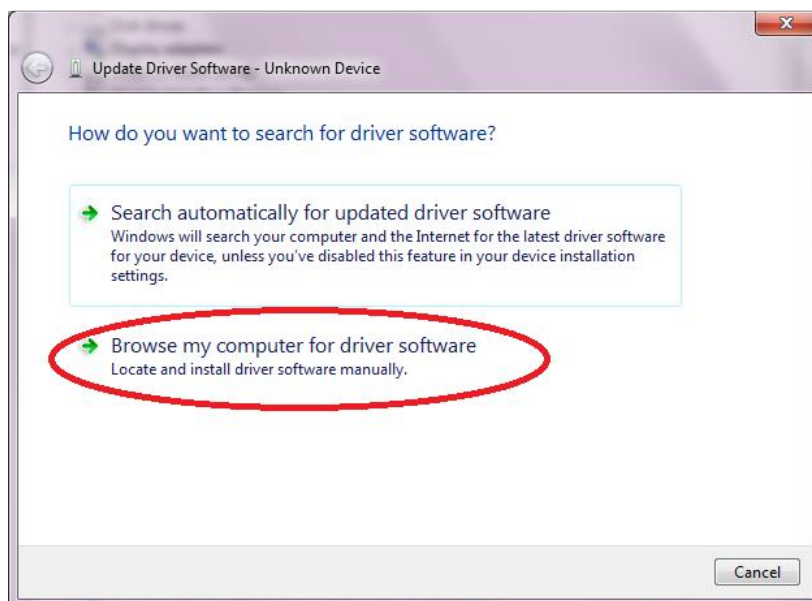 Update Driver Software - Unknown Device
How do you want to search for driver software?
Search automatically for updated driver software
Windows will search your computer and the Internet for the latest driver software
for your device, unless you've disabled this feature in your device installation
settings.
Browse my computer for driver software
Locate and install driver software manually.
Cancel